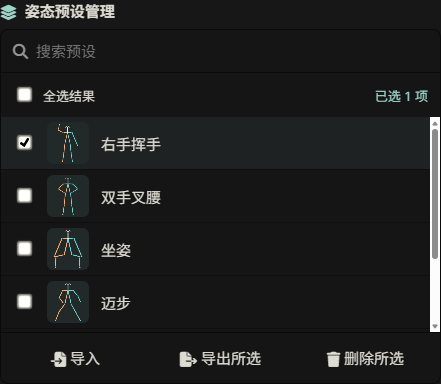 姿态预设管理
搜索预设
全选结果 已选 1 项
右手挥手
双手叉腰
坐姿
迈步
导入 导出所选 删除所选